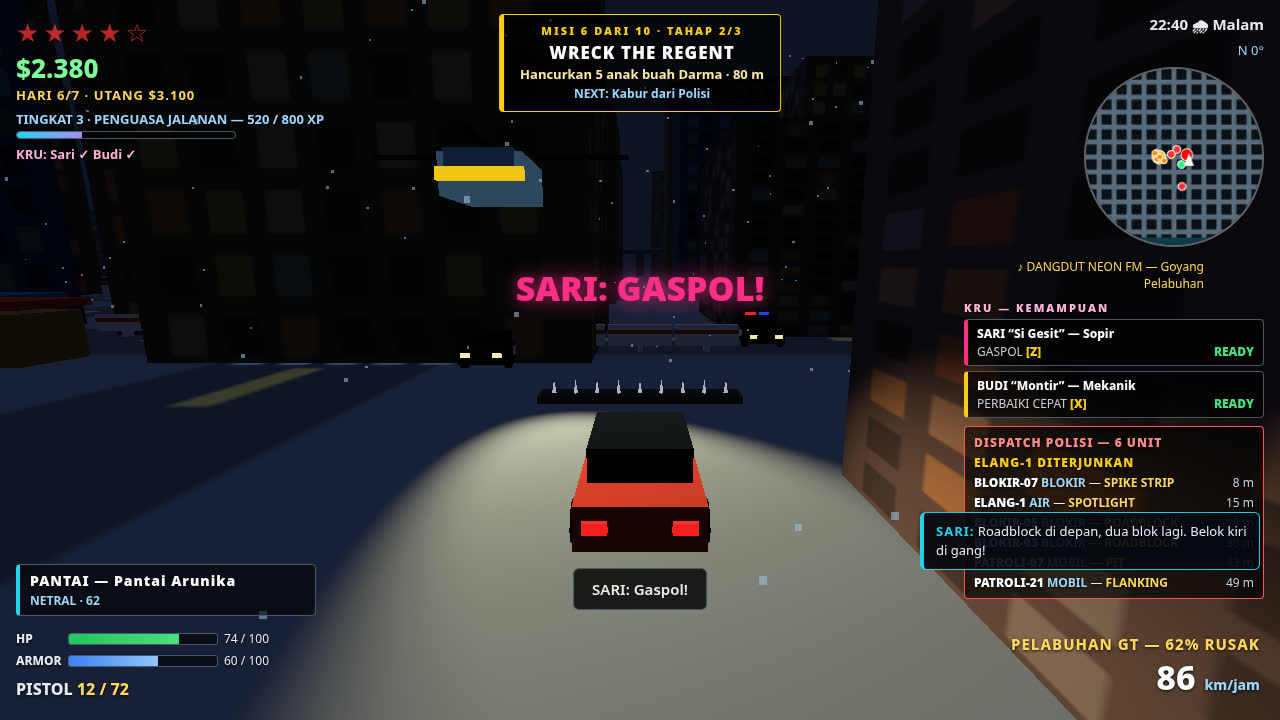 ★★★★☆
$2.380
HARI 6/7 · UTANG $3.100
TINGKAT 3 · PENGUASA JALANAN — 520 / 800 XP
KRU: Sari ✓ Budi ✓
MISI 6 DARI 10 · TAHAP 2/3
WRECK THE REGENT
Hancurkan 5 anak buah Darma · 80 m
NEXT: Kabur dari Polisi
22:40 🌧 Malam
N 0°
♪ DANGDUT NEON FM — Goyang
Pelabuhan
KRU — KEMAMPUAN
SARI “Si Gesit” — Sopir
GASPOL [Z] READY
BUDI “Montir” — Mekanik
PERBAIKI CEPAT [X] READY
DISPATCH POLISI — 6 UNIT
ELANG-1 DITERJUNKAN
BLOKIR-07 BLOKIR — SPIKE STRIP 8 m
ELANG-1 AIR — SPOTLIGHT 15 m
SARI: Roadblock di depan, dua blok lagi. Belok kiri
di gang!
PATROLI-21 MOBIL — FLANKING 49 m
SARI: GASPOL!
SARI: Gaspol!
PANTAI — Pantai Arunika
NETRAL · 62
HP 74 / 100
ARMOR 60 / 100
PISTOL 12 / 72
PELABUHAN GT — 62% RUSAK
86 km/jam